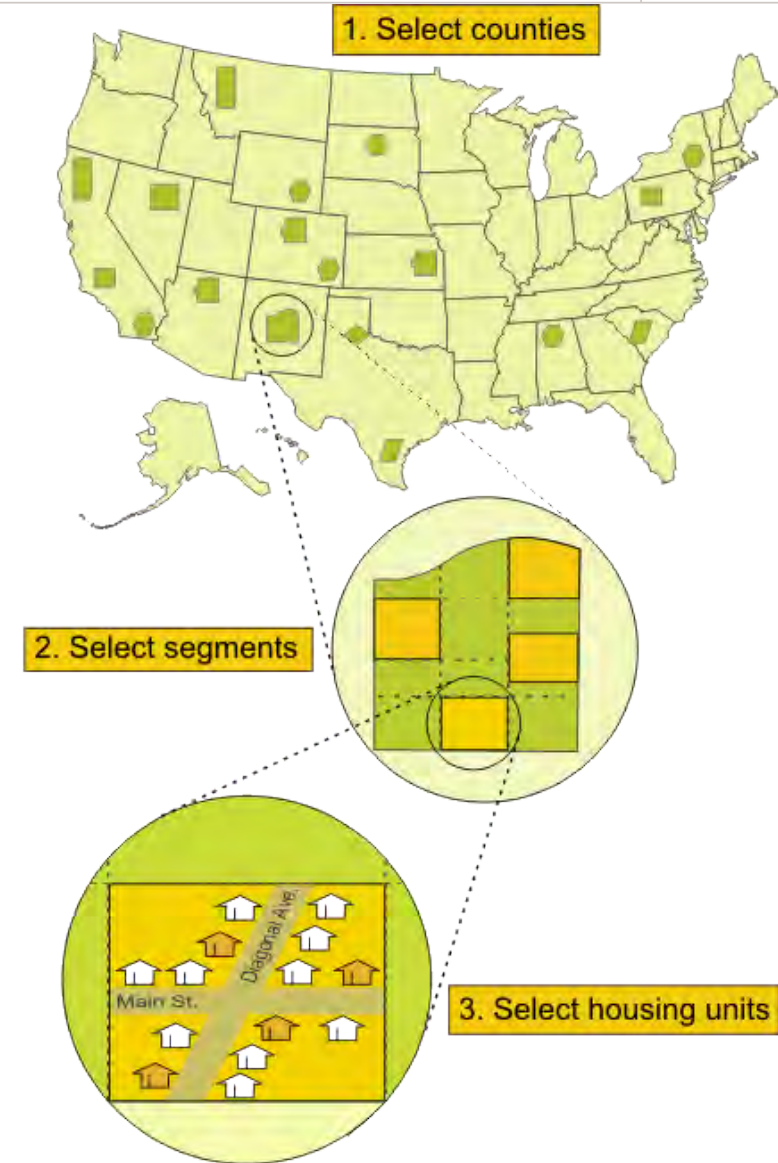 1. Select counties
2. Select segments
Diagonal Ave.
Main St.
3. Select housing units